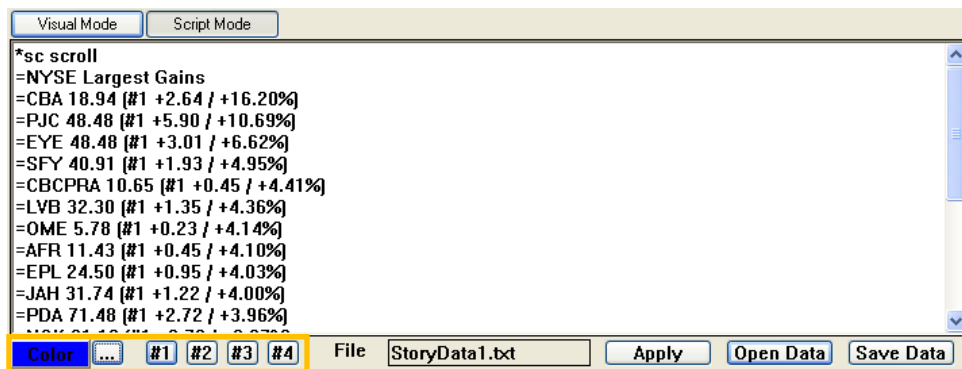 Visual Mode Script Mode
*sc scroll
=NYSE Largest Gains
=CBA 18.94 (#1 +2.64 / +16.20%)
=PJC 48.48 (#1 +5.90 / +10.69%)
=EYE 48.48 (#1 +3.01 / +6.62%)
=SFY 40.91 (#1 +1.93 / +4.95%)
=CBCPRA 10.65 (#1 +0.45 / +4.41%)
=LVB 32.30 (#1 +1.35 / +4.36%)
=OME 5.78 (#1 +0.23 / +4.14%)
=AFR 11.43 (#1 +0.45 / +4.10%)
=EPL 24.50 (#1 +0.95 / +4.03%)
=JAH 31.74 (#1 +1.22 / +4.00%)
=PDA 71.48 (#1 +2.72 / +3.96%)
Color ... #1 #2 #3 #4 File StoryData1.txt Apply Open Data Save Data